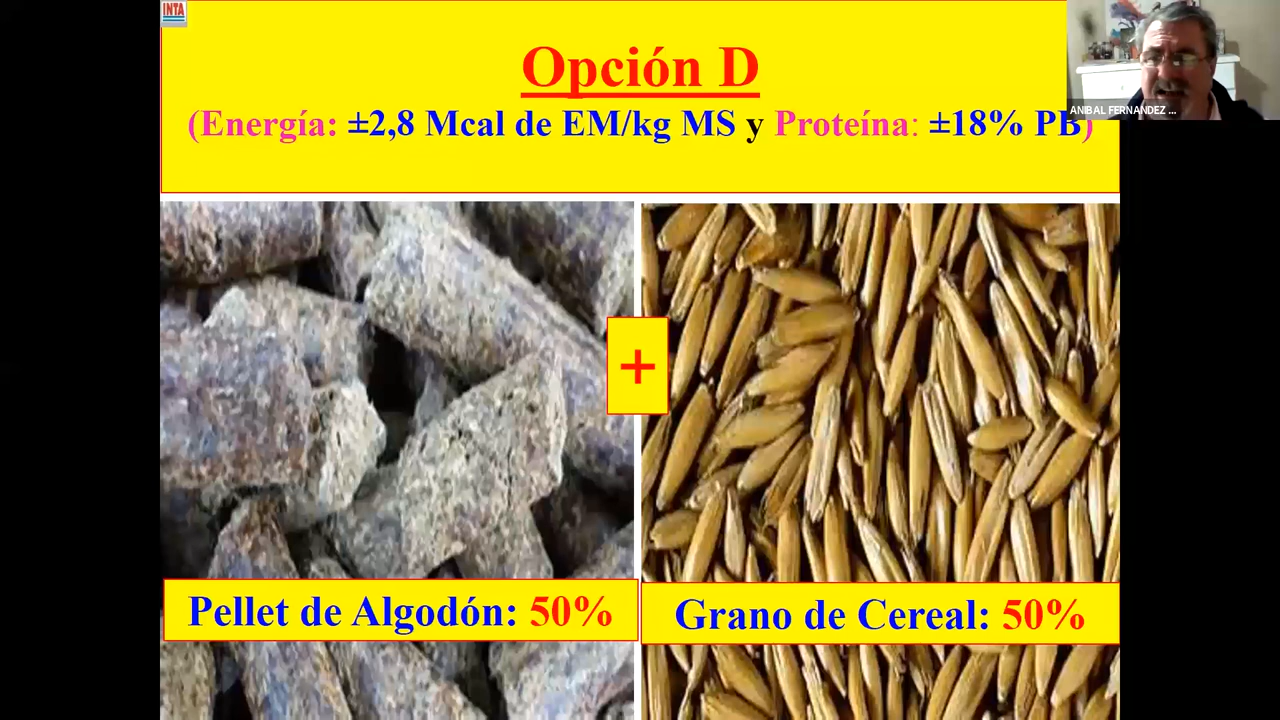 INTA
Opción D
(Energía: ±2,8 Mcal de EM/kg MS y Proteína: ±18% PB)
ANIBAL FERNANDEZ ...
+
Pellet de Algodón: 50%
Grano de Cereal: 50%